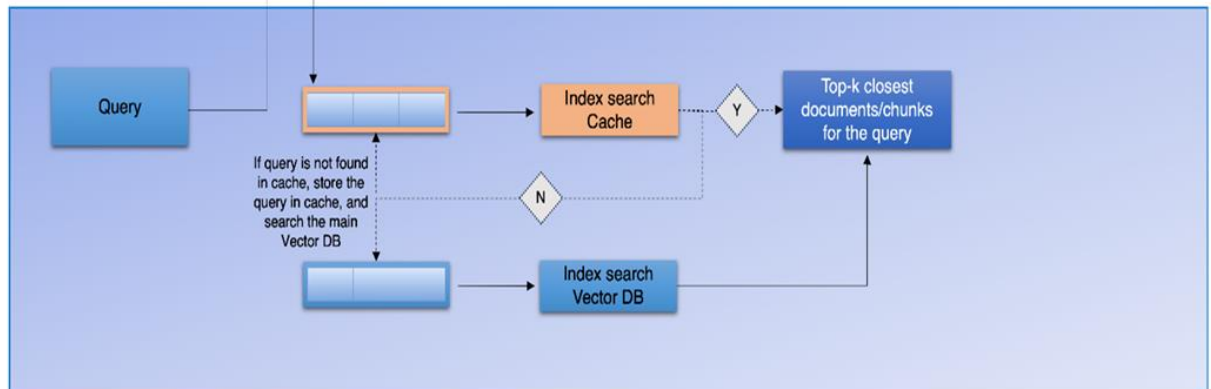 Query
Index search
Cache
Y
Top-k closest
documents/chunks
for the query
If query is not found
in cache, store the
query in cache, and
search the main
Vector DB
N
Index search
Vector DB